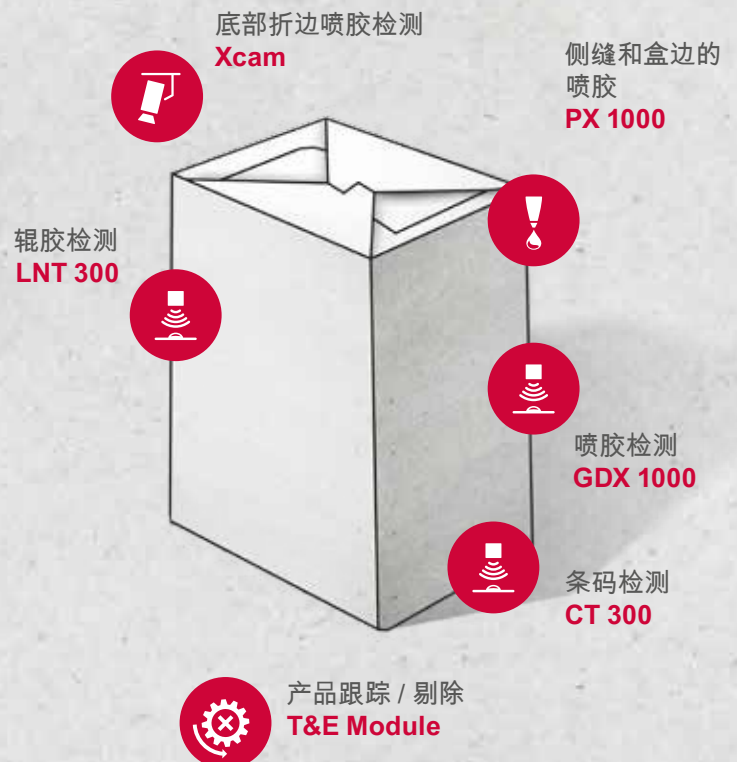 底部折边喷胶检测
Xcam
侧缝和盒边的
喷胶
PX 1000
辊胶检测
LNT 300
喷胶检测
GDX 1000
条码检测
CT 300
产品跟踪 / 剔除
T&E Module